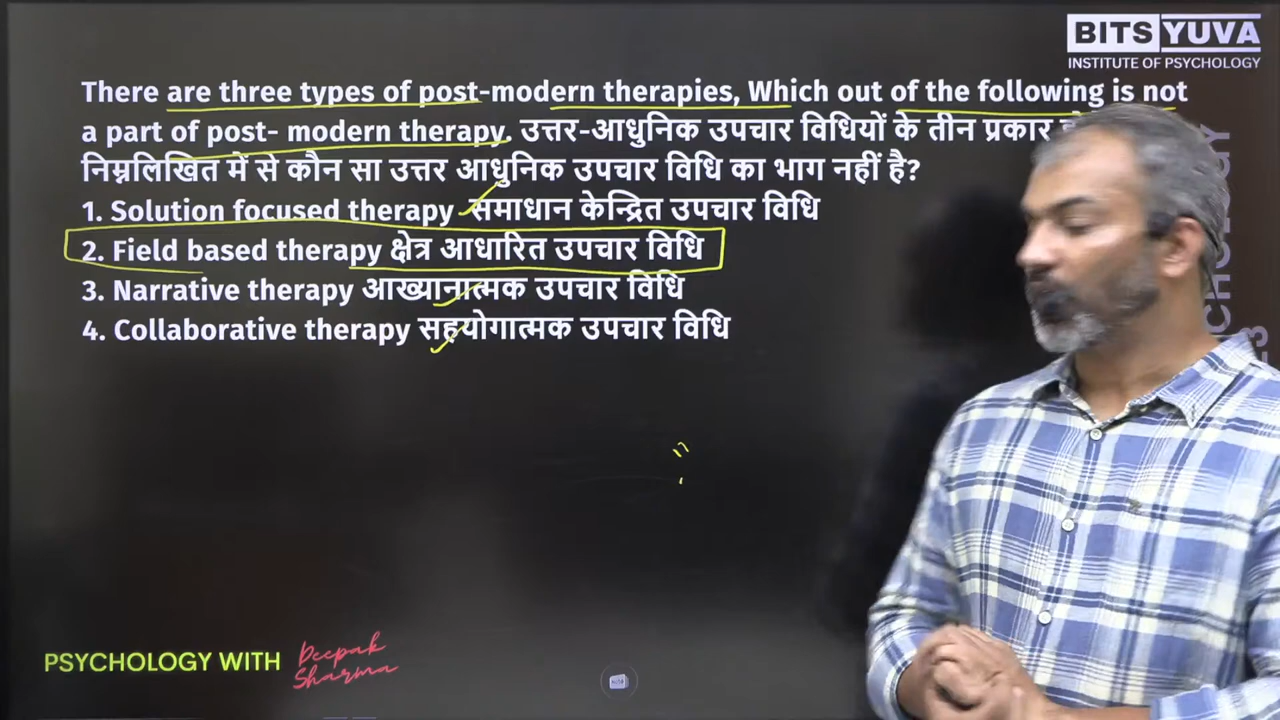 BITS YUVA
INSTITUTE OF PSYCHOLOGY
There are three types of post-modern therapies, Which out of the following is not
a part of post- modern therapy. उत्तर-आधुनिक उपचार विधियों के तीन प्रकार
निम्नलिखित में से कौन सा उत्तर आधुनिक उपचार विधि का भाग नहीं है?
1. Solution focused therapy समाधान केन्द्रित उपचार विधि
2. Field based therapy क्षेत्र आधारित उपचार विधि
3. Narrative therapy आख्यानात्मक उपचार विधि
4. Collaborative therapy सहयोगात्मक उपचार विधि
PSYCHOLOGY WITH Deepak
Sharma